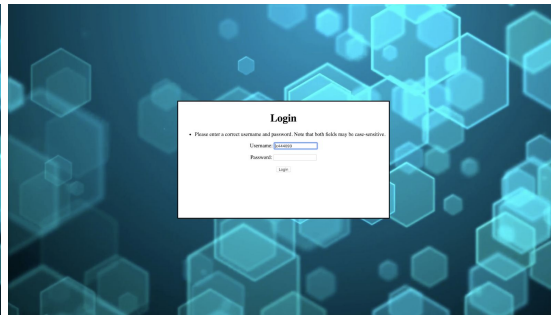 Login
Please enter a correct username and password. Note that both fields may be case-sensitive.
Username:
Password:
Login